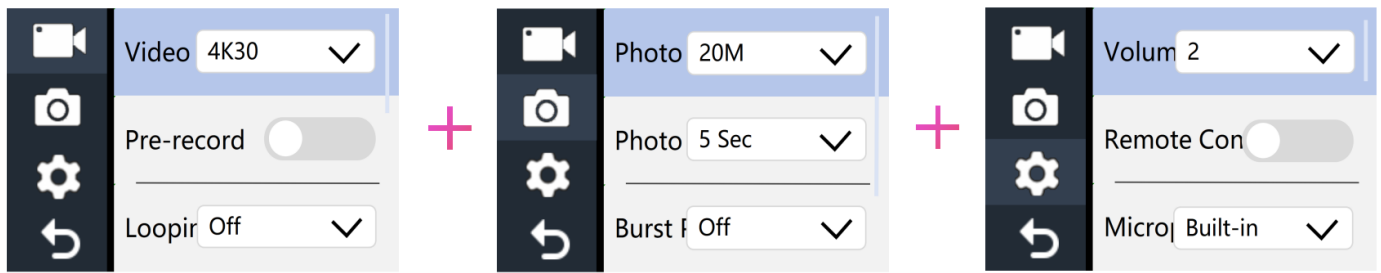 Video 4K30
Pre-record
Loopin Off
Photo 20M
Photo 5 Sec
Burst P Off
Volum 2
Remote Con
Microp Built-in